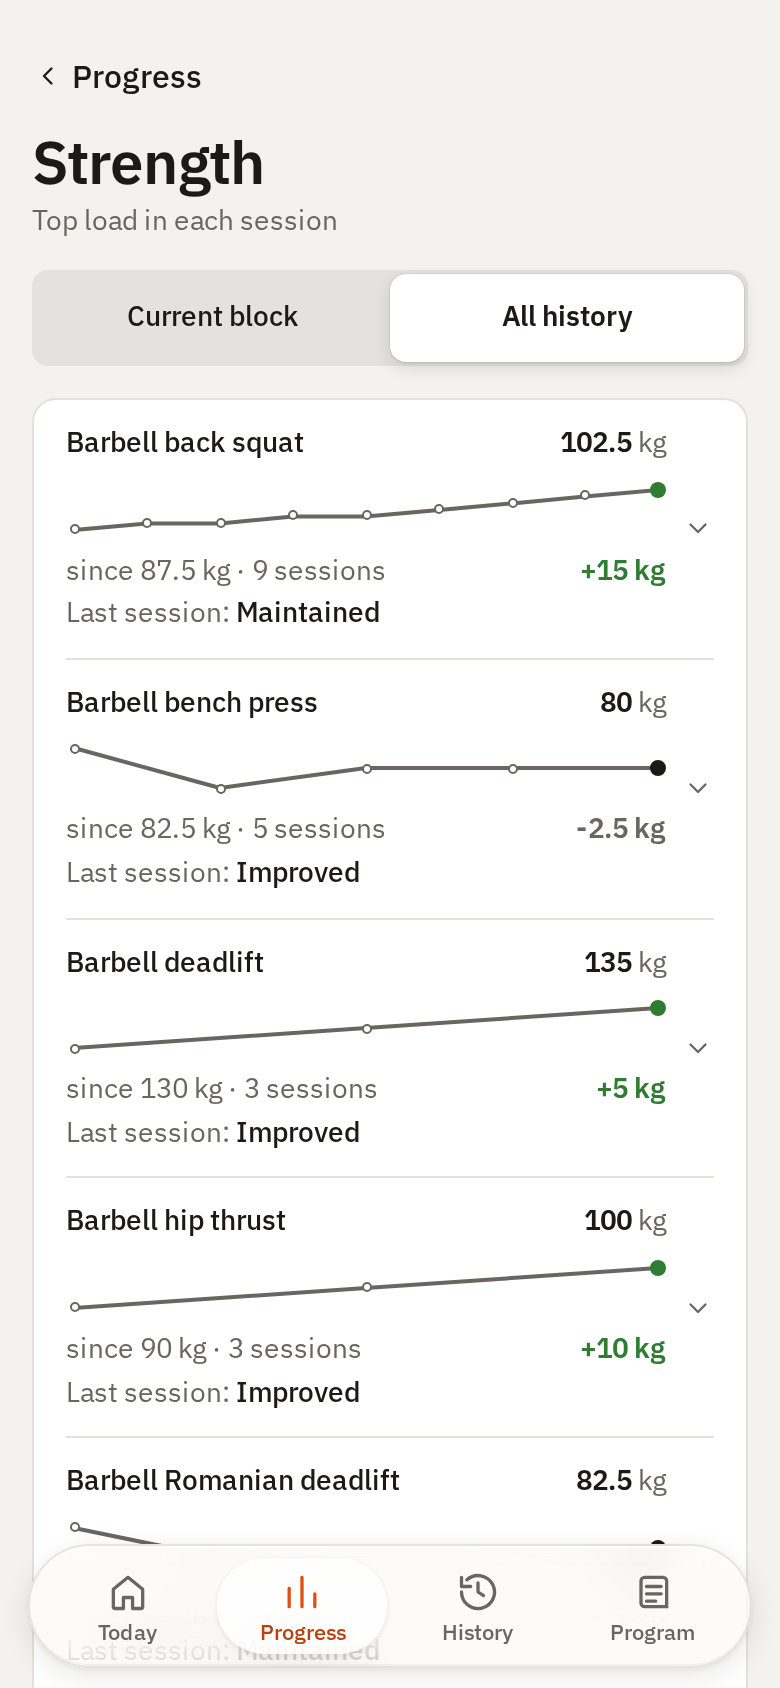 Progress
Strength
Top load in each session
Current block
All history
Barbell back squat
102.5 kg
since 87.5 kg · 9 sessions
+15 kg
Last session: Maintained
Barbell bench press
80 kg
since 82.5 kg · 5 sessions
-2.5 kg
Last session: Improved
Barbell deadlift
135 kg
since 130 kg · 3 sessions
+5 kg
Last session: Improved
Barbell hip thrust
100 kg
since 90 kg · 3 sessions
+10 kg
Last session: Improved
Barbell Romanian deadlift
82.5 kg
Today
Progress
History
Program
Last session: Maintained